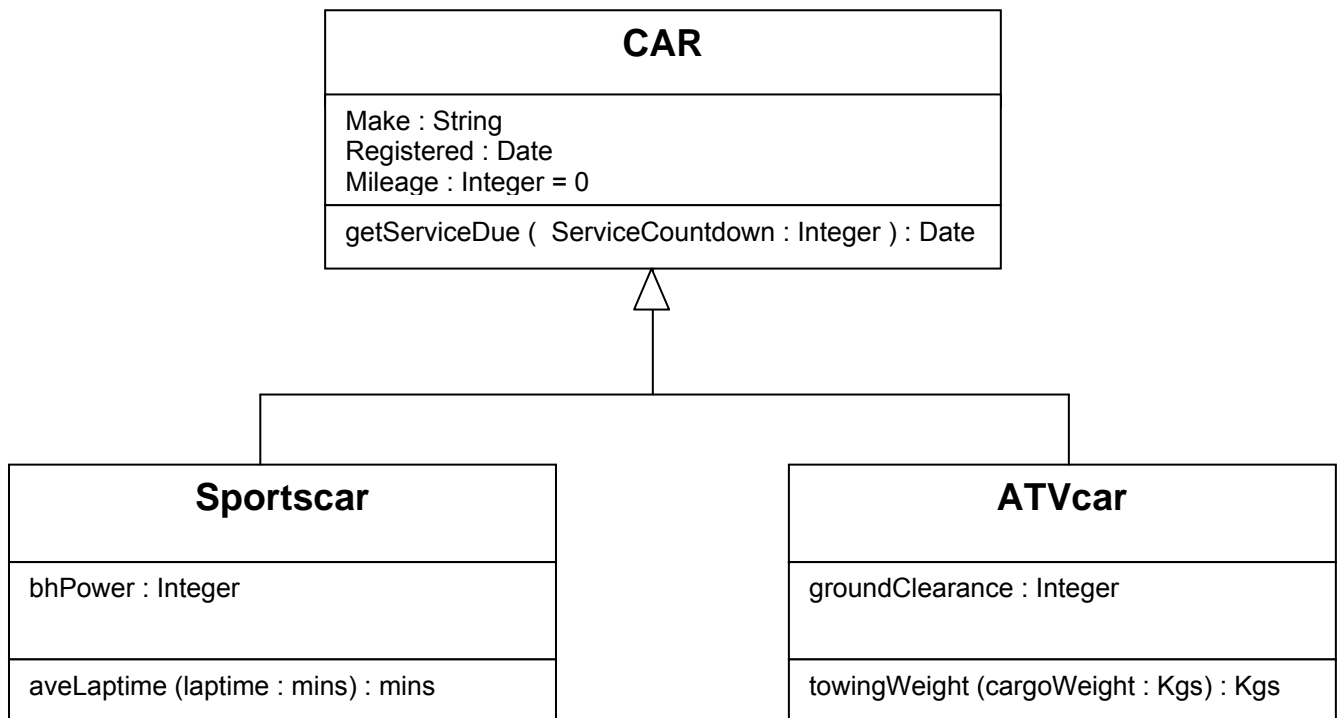 CAR
Make : String
Registered : Date
Mileage : Integer = 0
getServiceDue ( ServiceCountdown : Integer ) : Date
Sportscar
bhPower : Integer
aveLaptime (laptime : mins) : mins
ATVcar
groundClearance : Integer
towingWeight (cargoWeight : Kgs) : Kgs